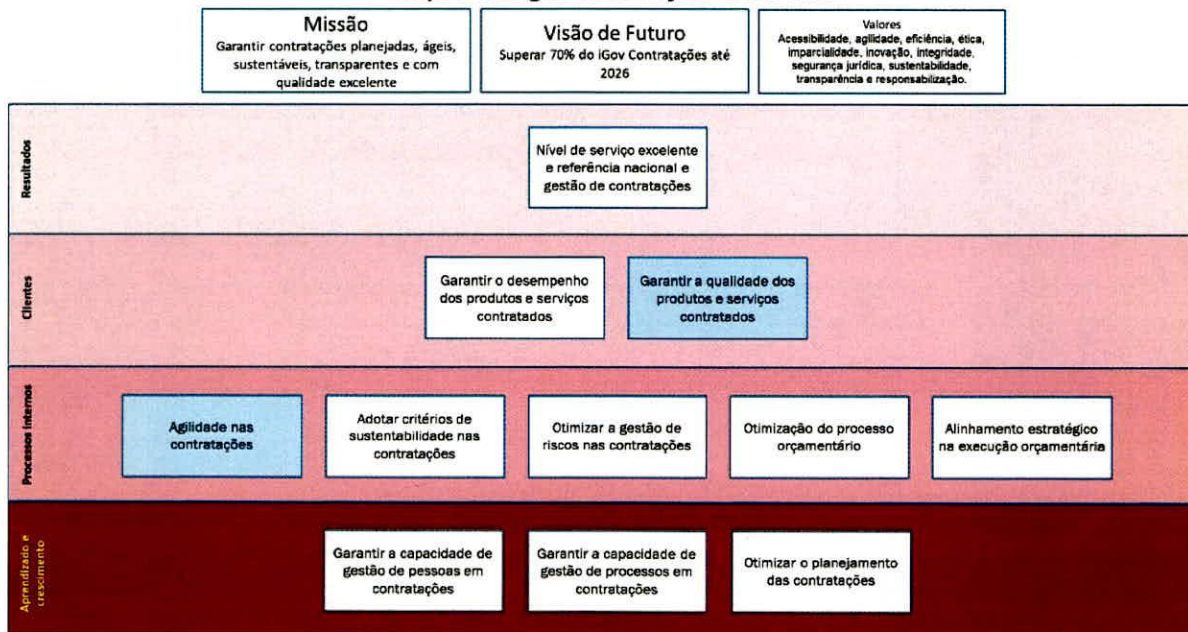 Missão
Garantir contratações planejadas, ágeis,
sustentáveis, transparentes e com
qualidade excelente
Visão de Futuro
Superar 70% do iGov Contratações até
2026
Valores
Acessibilidade, agilidade, eficiência, ética,
imparcialidade, inovação, integridade,
segurança jurídica, sustentabilidade,
transparência e responsabilização.
Resultados
Nível de serviço excelente
e referência nacional e
gestão de contratações
Clientes
Garantir o desempenho
dos produtos e serviços
contratados
Garantir a qualidade dos
produtos e serviços
contratados
Processos internos
Agilidade nas
contratações
Adotar critérios de
sustentabilidade nas
contratações
Otimizar a gestão de
riscos nas contratações
Otimização do processo
orçamentário
Alinhamento estratégico
na execução orçamentária
Aprendizado e
crescimento
Garantir a capacidade de
gestão de pessoas em
contratações
Garantir a capacidade de
gestão de processos em
contratações
Otimizar o planejamento
das contratações